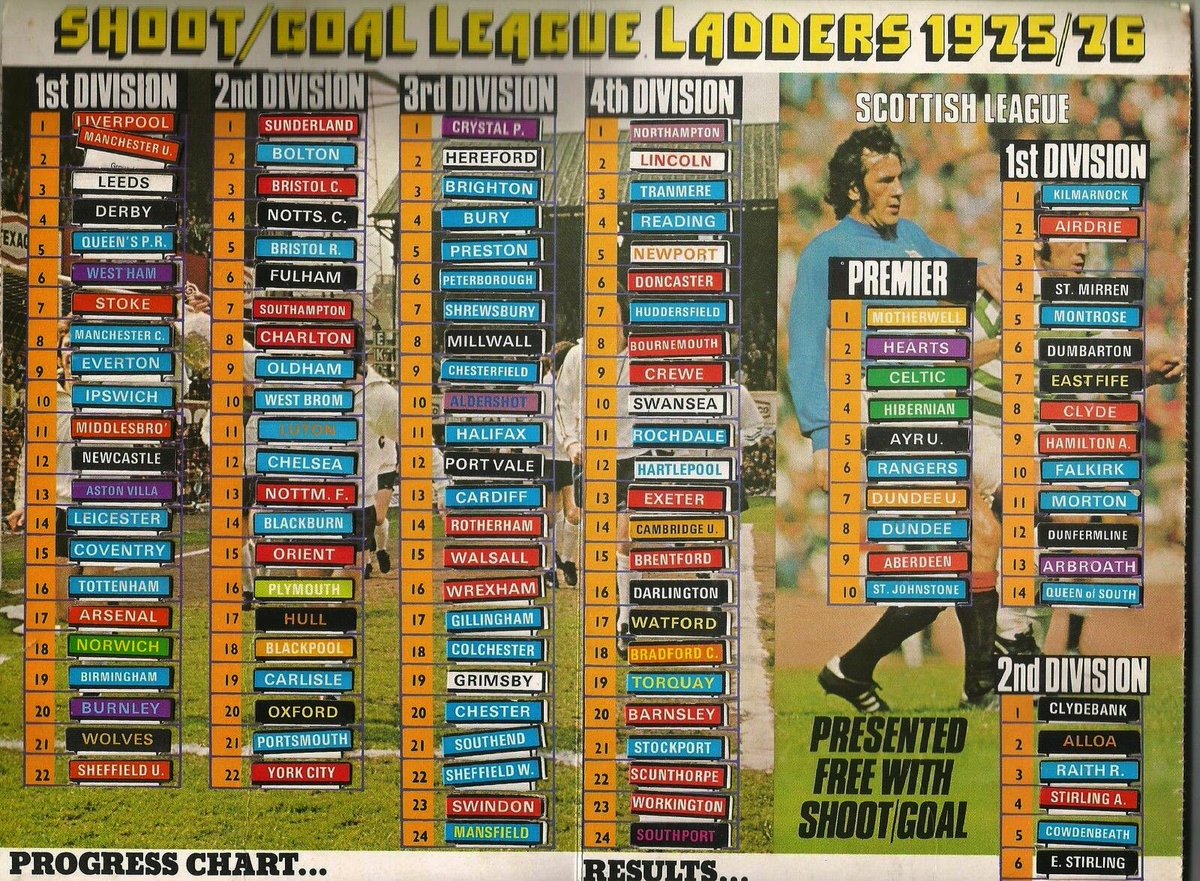 SHOOT/GOAL LEAGUE LADDERS 1975/76
1st DIVISION
1 LIVERPOOL
MANCHESTER U.
2
3 LEEDS
4 DERBY
5 QUEEN'S P.R.
6 WEST HAM
7 STOKE
8 MANCHESTER C.
9 EVERTON
10 IPSWICH
11 MIDDLESBRO'
12 NEWCASTLE
13 ASTON VILLA
14 LEICESTER
15 COVENTRY
16 TOTTENHAM
17 ARSENAL
18 NORWICH
19 BIRMINGHAM
20 BURNLEY
21 WOLVES
22 SHEFFIELD U.
2nd DIVISION
1 SUNDERLAND
2 BOLTON
3 BRISTOL C.
4 NOTTS. C.
5 BRISTOL R.
6 FULHAM
7 SOUTHAMPTON
8 CHARLTON
9 OLDHAM
10 WEST BROM
11 LUTON
12 CHELSEA
13 NOTTM. F.
14 BLACKBURN
15 ORIENT
16 PLYMOUTH
17 HULL
18 BLACKPOOL
19 CARLISLE
20 OXFORD
21 PORTSMOUTH
22 YORK CITY
3rd DIVISION
1 CRYSTAL P.
2 HEREFORD
3 BRIGHTON
4 BURY
5 PRESTON
6 PETERBOROUGH
7 SHREWSBURY
8 MILLWALL
9 CHESTERFIELD
10 ALDERSHOT
11 HALIFAX
12 PORT VALE
13 CARDIFF
14 ROTHERHAM
15 WALSALL
16 WREXHAM
17 GILLINGHAM
18 COLCHESTER
19 GRIMSBY
20 CHESTER
21 SOUTHEND
22 SHEFFIELD W.
23 SWINDON
24 MANSFIELD
4th DIVISION
1 NORTHAMPTON
2 LINCOLN
3 TRANMERE
4 READING
5 NEWPORT
6 DONCASTER
7 HUDDERSFIELD
8 BOURNEMOUTH
9 CREWE
10 SWANSEA
11 ROCHDALE
12 HARTLEPOOL
13 EXETER
14 CAMBRIDGE U.
15 BRENTFORD
16 DARLINGTON
17 WATFORD
18 BRADFORD C.
19 TORQUAY
20 BARNSLEY
21 STOCKPORT
22 SCUNTHORPE
23 WORKINGTON
24 SOUTHPORT
SCOTTISH LEAGUE
PREMIER
1 MOTHERWELL
2 HEARTS
3 CELTIC
4 HIBERNIAN
5 AYR U.
6 RANGERS
7 DUNDEE U.
8 DUNDEE
9 ABERDEEN
10 ST. JOHNSTONE
1st DIVISION
1 KILMARNOCK
2 AIRDRIE
3
4 ST. MIRREN
5 MONTROSE
6 DUMBARTON
7 EAST FIFE
8 CLYDE
9 HAMILTON A.
10 FALKIRK
11 MORTON
12 DUNFERMLINE
13 ARBROATH
14 QUEEN of SOUTH
2nd DIVISION
1 CLYDEBANK
2 ALLOA
3 RAITH R.
4 STIRLING A.
5 COWDENBEATH
6 E. STIRLING
PRESENTED
FREE WITH
SHOOT/GOAL
PROGRESS CHART...
RESULTS...